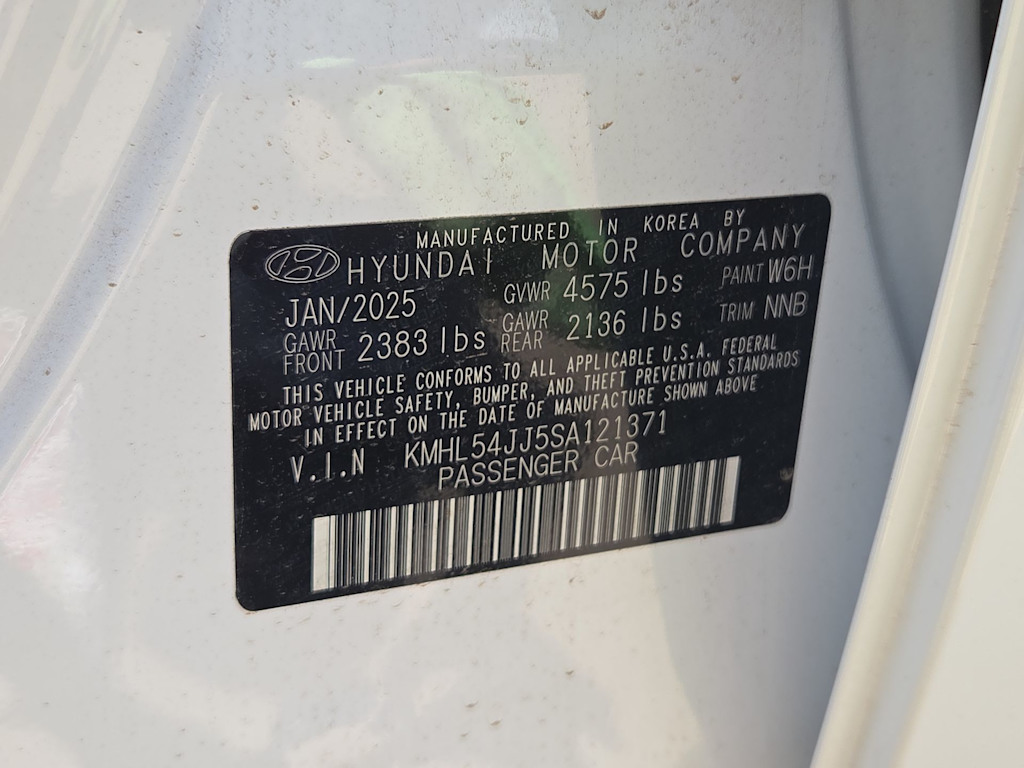 MANUFACTURED IN KOREA BY
HYUNDAI MOTOR COMPANY
JAN/2025 GVWR 4575 lbs PAINT W6H
GAWR FRONT 2383 lbs GAWR REAR 2136 lbs TRIM NNB
THIS VEHICLE CONFORMS TO ALL APPLICABLE U.S.A. FEDERAL
MOTOR VEHICLE SAFETY, BUMPER, AND THEFT PREVENTION STANDARDS
IN EFFECT ON THE DATE OF MANUFACTURE SHOWN ABOVE
V.I.N KMHL54JJ5SA121371
PASSENGER CAR